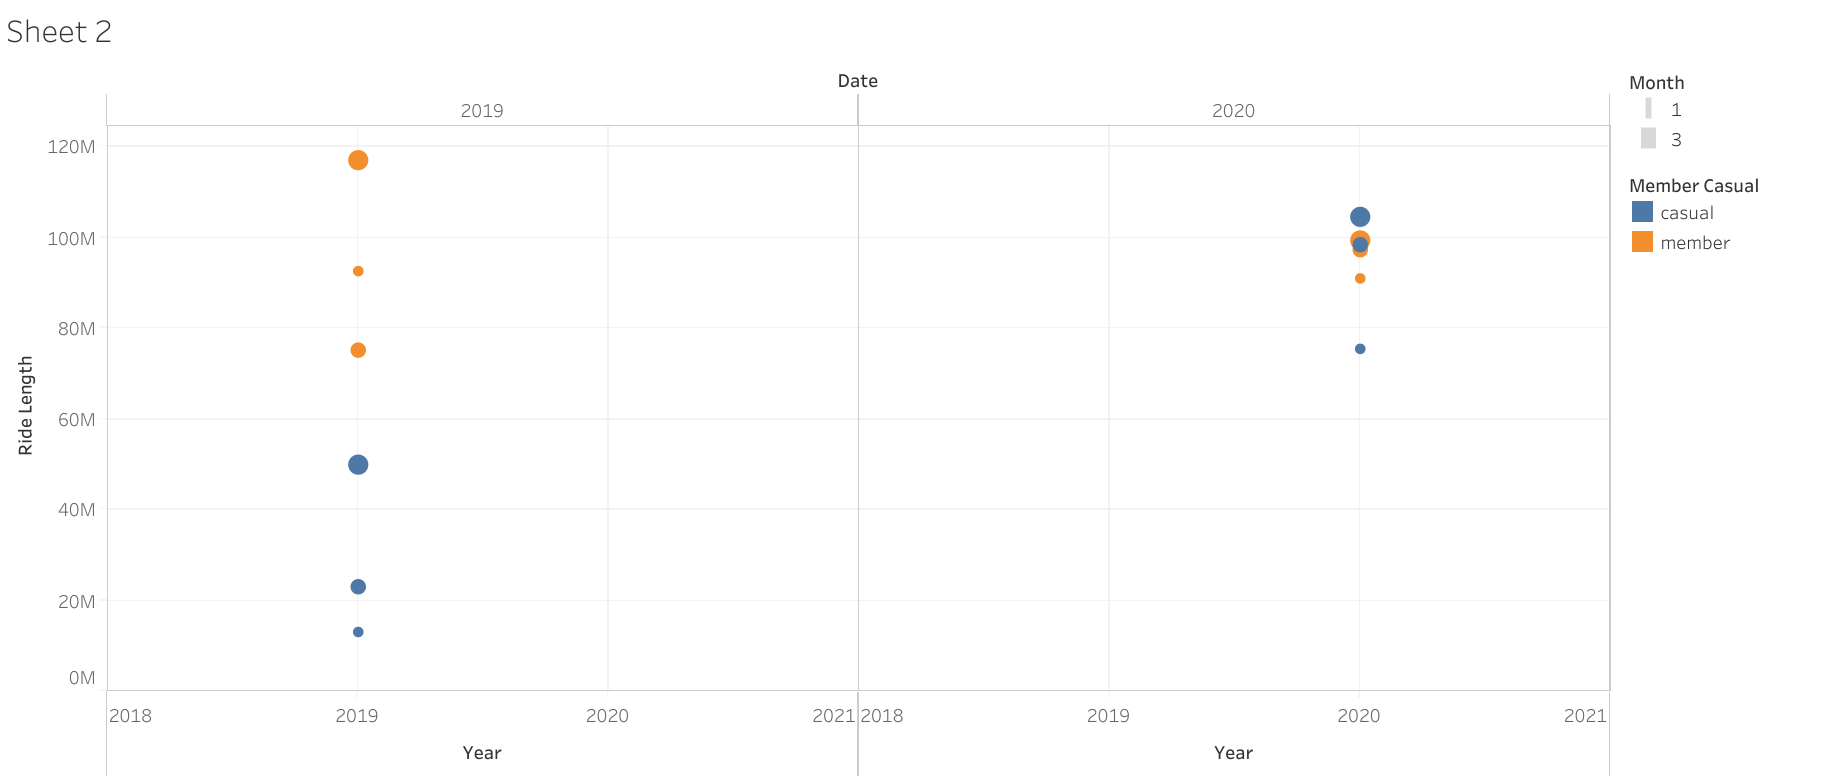 Sheet 2
Date
2019 2020
120M
100M
80M
60M
40M
20M
0M
Ride Length
2018 2019 2020 2021 2018 2019 2020 2021
Year Year
Month
1
3
Member Casual
casual
member